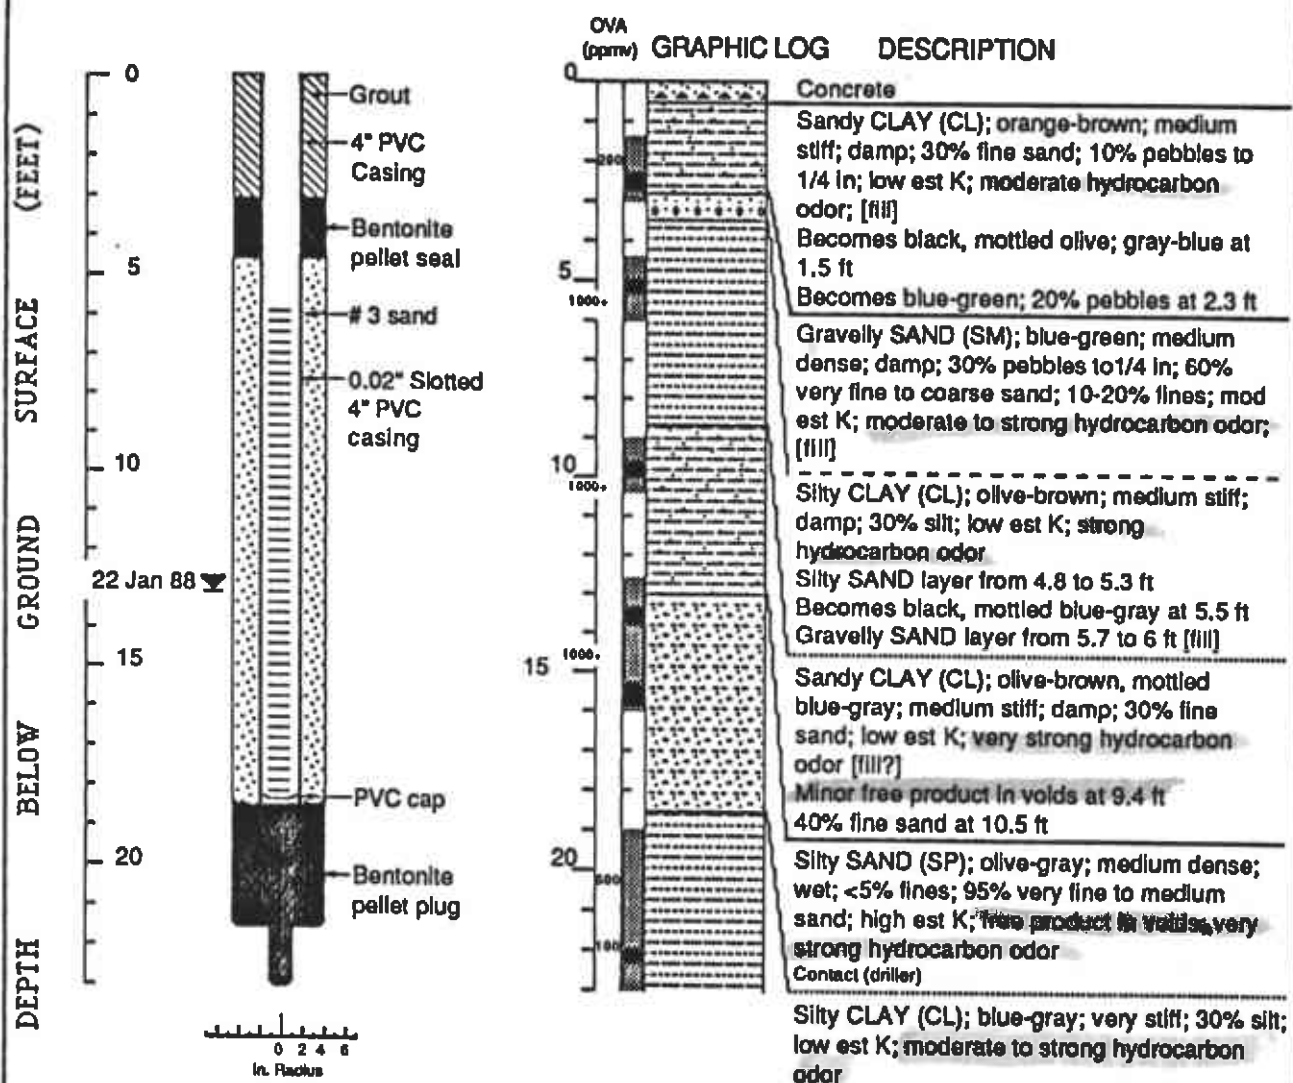 OVA
(ppmv) GRAPHIC LOG DESCRIPTION
DEPTH BELOW GROUND SURFACE (FEET)
0
5
10
15
20
Grout
4" PVC
Casing
Bentonite
pellet seal
# 3 sand
0.02" Slotted
4" PVC
casing
22 Jan 88
PVC cap
Bentonite
pellet plug
0 2 4 6
In. Radius
0
200
5
1000+
10
1000+
1000+
15
20
500
Concrete
Sandy CLAY (CL); orange-brown; medium
stiff; damp; 30% fine sand; 10% pebbles to
1/4 in; low est K; moderate hydrocarbon
odor; [fill]
Becomes black, mottled olive; gray-blue at
1.5 ft
Becomes blue-green; 20% pebbles at 2.3 ft
Gravelly SAND (SM); blue-green; medium
dense; damp; 30% pebbles to1/4 in; 60%
very fine to coarse sand; 10-20% fines; mod
est K; moderate to strong hydrocarbon odor;
[fill]
Silty CLAY (CL); olive-brown; medium stiff;
damp; 30% silt; low est K; strong
hydrocarbon odor
Silty SAND layer from 4.8 to 5.3 ft
Becomes black, mottled blue-gray at 5.5 ft
Gravelly SAND layer from 5.7 to 6 ft [fill]
Sandy CLAY (CL); olive-brown, mottled
blue-gray; medium stiff; damp; 30% fine
sand; low est K; very strong hydrocarbon
odor [fill?]
Minor free product in voids at 9.4 ft
40% fine sand at 10.5 ft
Silty SAND (SP); olive-gray; medium dense;
wet; <5% fines; 95% very fine to medium
sand; high est K; free product in voids, very
strong hydrocarbon odor
Contact (driller)
Silty CLAY (CL); blue-gray; very stiff; 30% silt;
low est K; moderate to strong hydrocarbon
odor